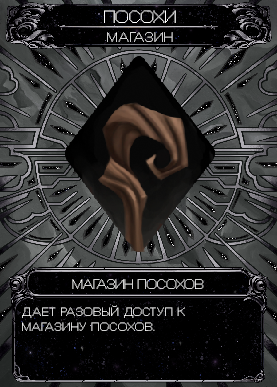 ПОСОХИ
МАГАЗИН
МАГАЗИН ПОСОХОВ
ДАЕТ РАЗОВЫЙ ДОСТУП К
МАГАЗИНУ ПОСОХОВ.